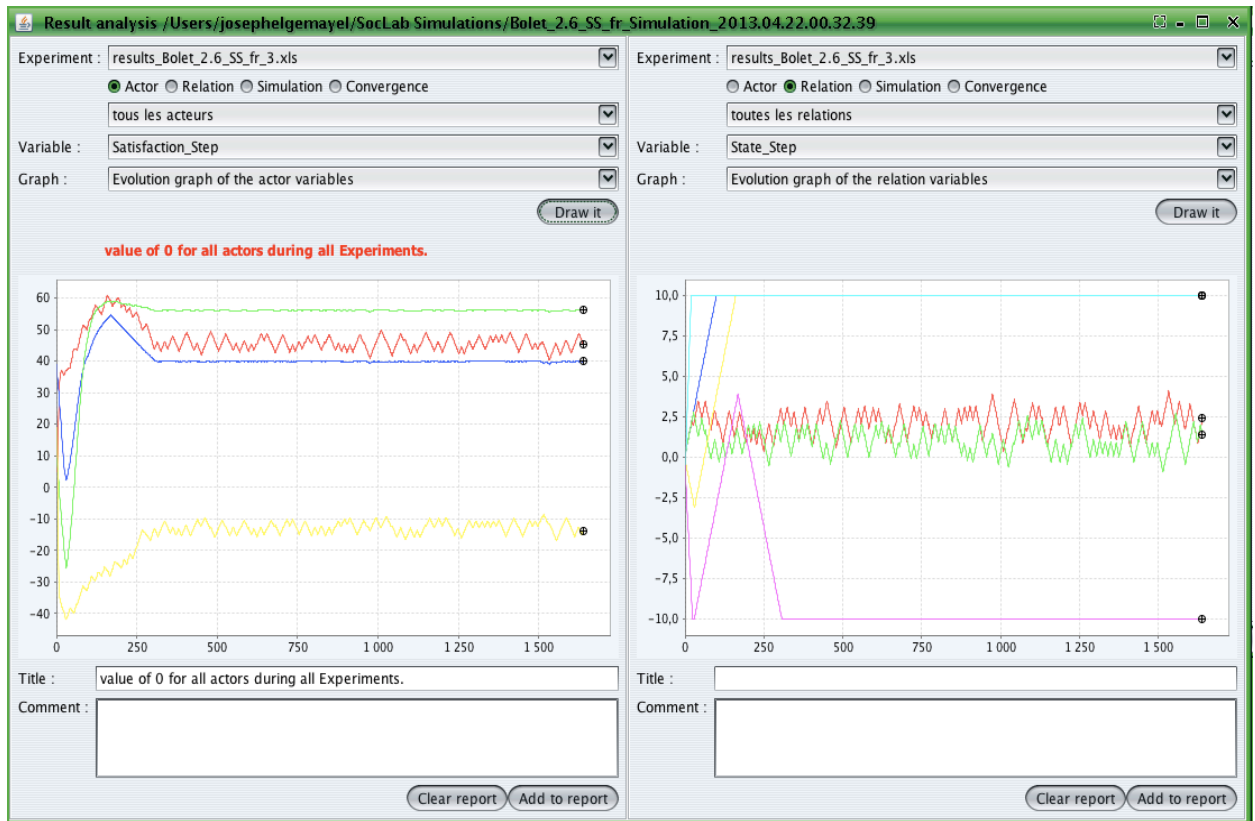 Result analysis /Users/josephelgemayel/SocLab Simulations/Bolet_2.6_SS_fr_Simulation_2013.04.22.00.32.39
Experiment : results_Bolet_2.6_SS_fr_3.xls
Actor Relation Simulation Convergence
tous les acteurs
Variable : Satisfaction_Step
Graph : Evolution graph of the actor variables
Draw it
value of 0 for all actors during all Experiments.
60
50
40
30
20
10
0
-10
-20
-30
-40
0 250 500 750 1 000 1 250 1 500
Title : value of 0 for all actors during all Experiments.
Comment :
Clear report Add to report
Experiment : results_Bolet_2.6_SS_fr_3.xls
Actor Relation Simulation Convergence
toutes les relations
Variable : State_Step
Graph : Evolution graph of the relation variables
Draw it
10,0
7,5
5,0
2,5
0,0
-2,5
-5,0
-7,5
-10,0
0 250 500 750 1 000 1 250 1 500
Title :
Comment :
Clear report Add to report